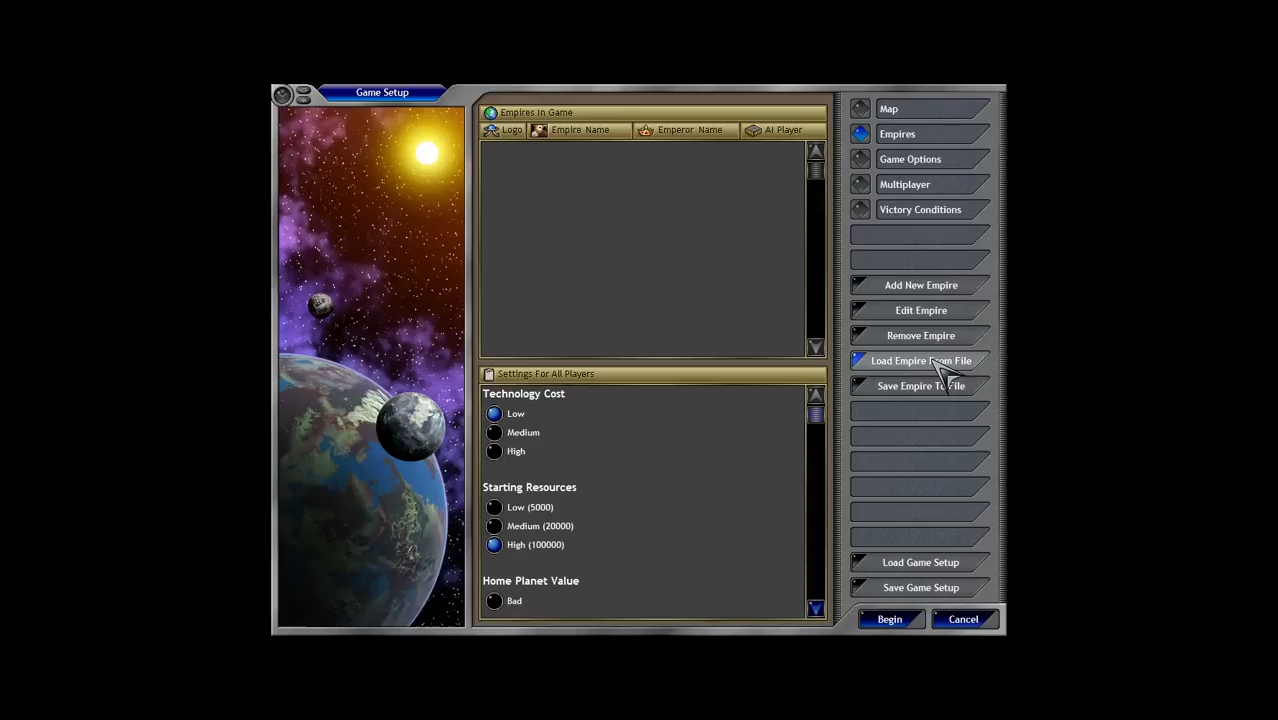 Game Setup
Empires In Game
Logo Empire Name Emperor Name AI Player
Settings For All Players
Technology Cost
Low
Medium
High
Starting Resources
Low (5000)
Medium (20000)
High (100000)
Home Planet Value
Bad
Map
Empires
Game Options
Multiplayer
Victory Conditions
Add New Empire
Edit Empire
Remove Empire
Load Empire From File
Save Empire To File
Load Game Setup
Save Game Setup
Begin Cancel